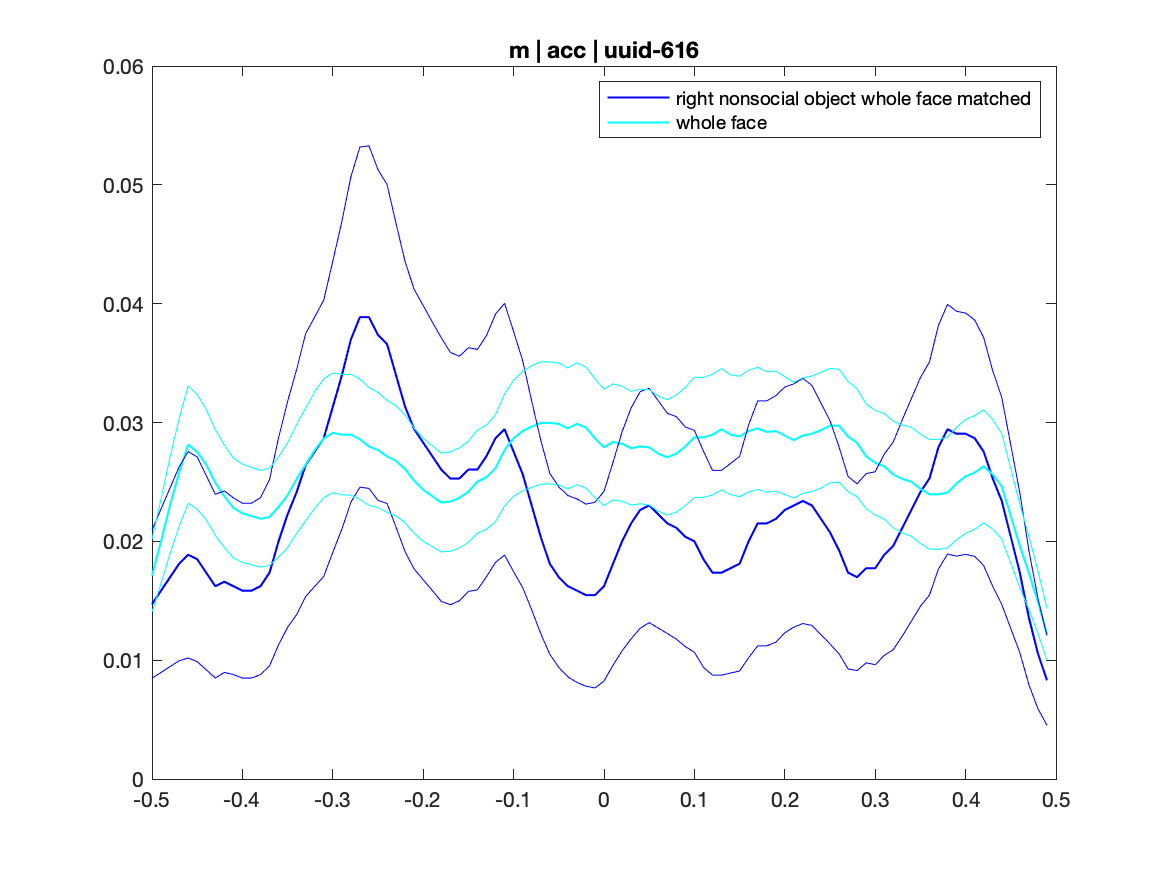 m | acc | uuid-616
right nonsocial object whole face matched
whole face
0.06
0.05
0.04
0.03
0.02
0.01
0
-0.5 -0.4 -0.3 -0.2 -0.1 0 0.1 0.2 0.3 0.4 0.5